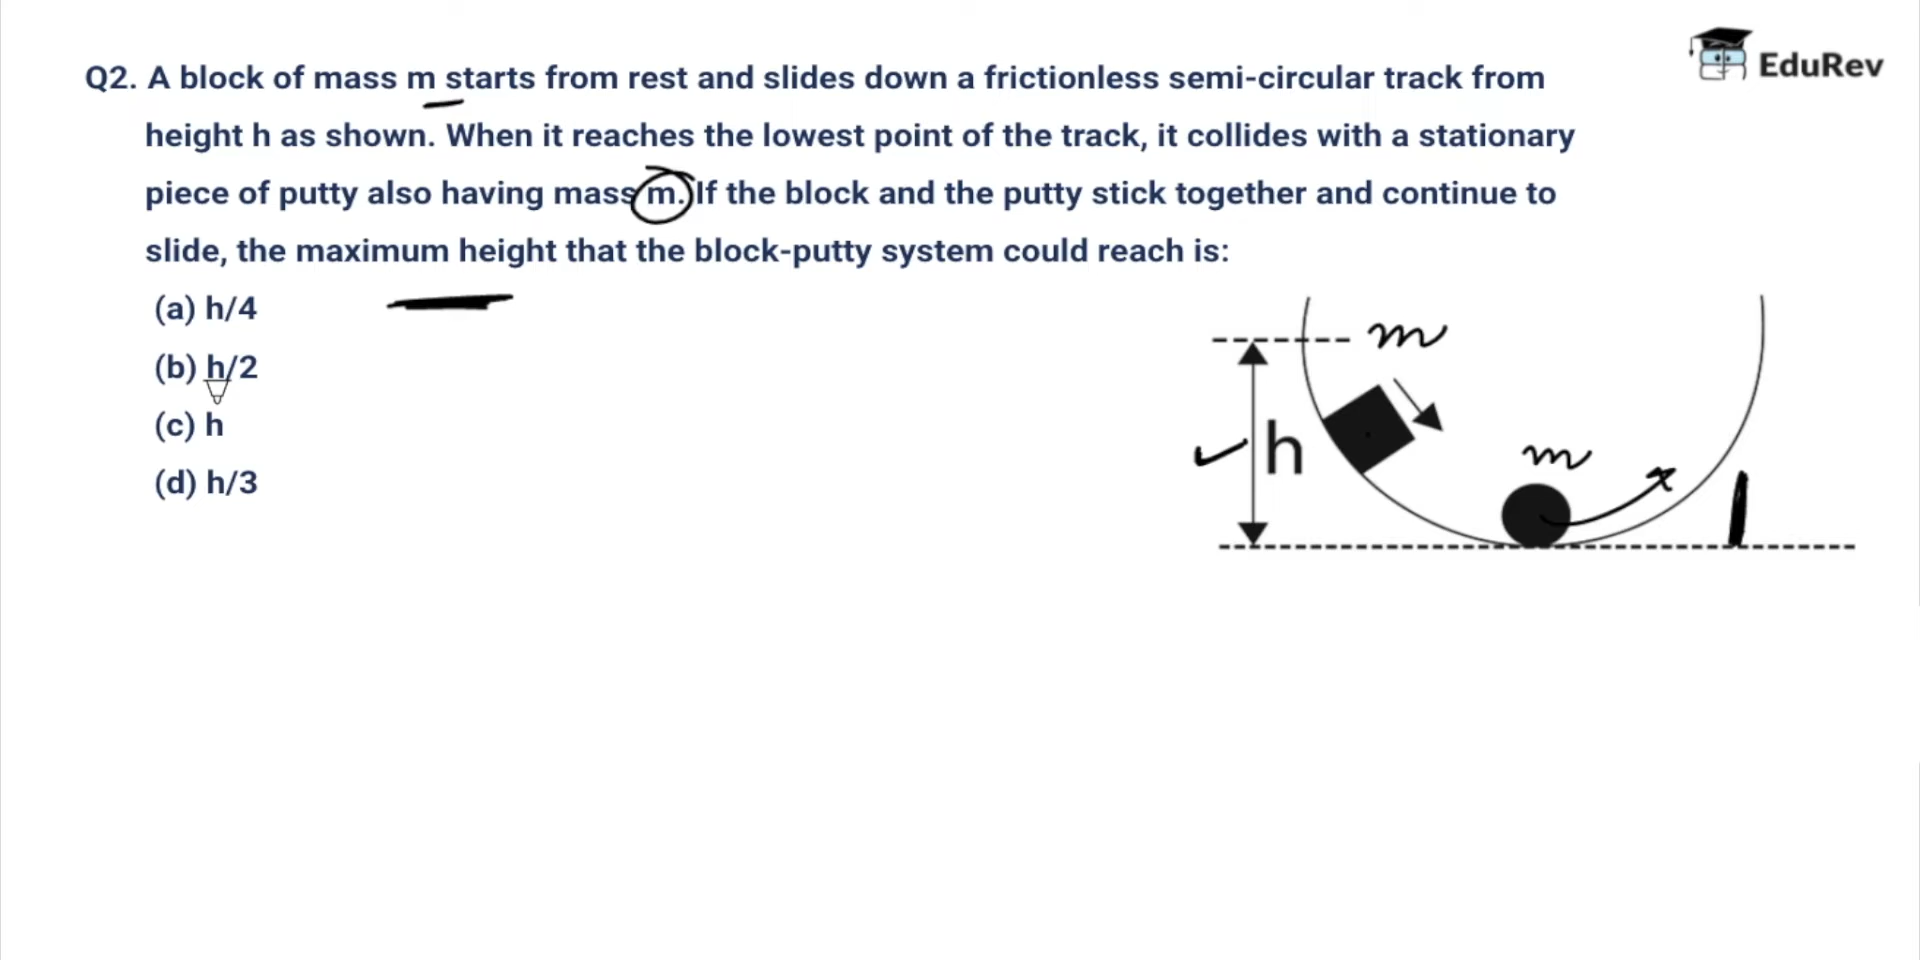 EduRev
Q2. A block of mass m starts from rest and slides down a frictionless semi-circular track from
height h as shown. When it reaches the lowest point of the track, it collides with a stationary
piece of putty also having mass m. If the block and the putty stick together and continue to
slide, the maximum height that the block-putty system could reach is:
(a) h/4
(b) h/2
(c) h
(d) h/3
m
h
m